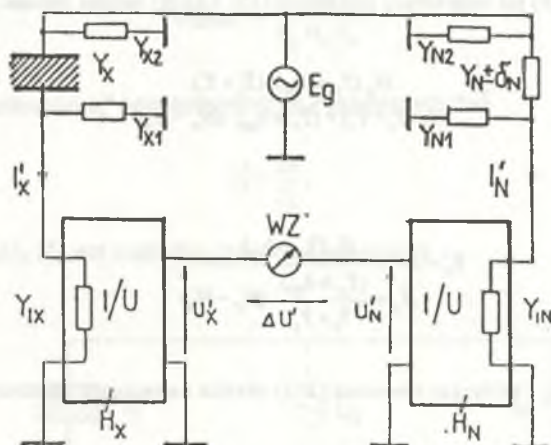 Y_X2
Y_X
Y_X1
E_g
Y_N2
Y_N ± δ_N
Y_N1
I'_X
I'_N
WZ
Y_IX
I/U
U'_X
ΔU'
U'_N
I/U
Y_IN
H_X
H_N